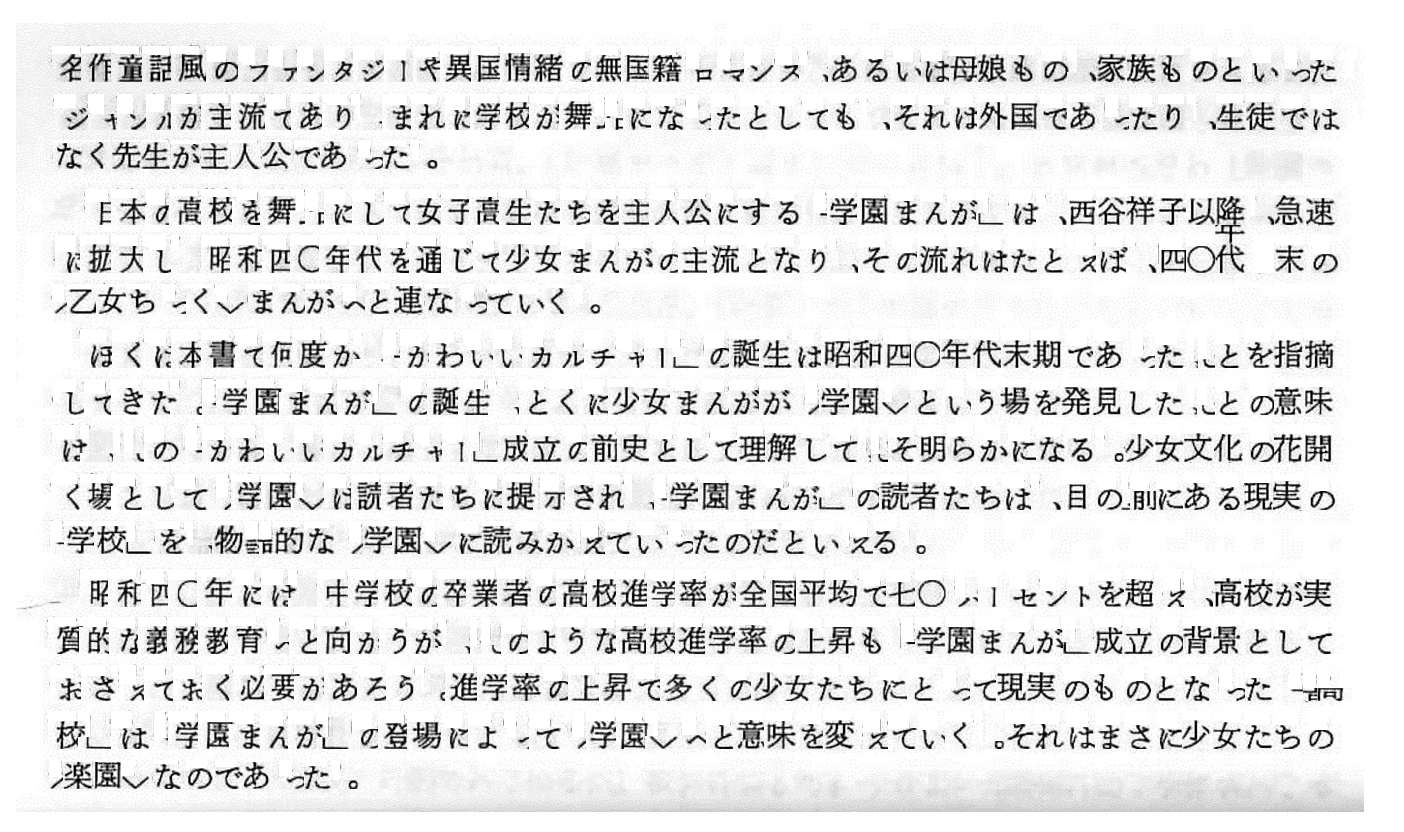 名作童話風のファンタジーや異国情緒の無国籍ロマンス、あるいは母娘もの、家族ものといった
ジャンルが主流であり、まれに学校が舞台になったとしても、それは外国であったり、生徒では
なく先生が主人公であった。
日本の高校を舞台にして女子高生たちを主人公にする「学園まんが」は、西谷祥子以降、急速
に拡大し、昭和四〇年代を通じて少女まんがの主流となり、その流れはたとえば、四〇年代末の
〈乙女ちっく〉まんがへと連なっていく。
ぼくは本書で何度か、「かわいいカルチャー」の誕生は昭和四〇年代末期であったことを指摘
してきた。「学園まんが」の誕生、とくに少女まんがが〈学園〉という場を発見したことの意味
は、この「かわいいカルチャー」成立の前史として理解してこそ明らかになる。少女文化の花開
く場として〈学園〉は読者たちに提示され、「学園まんが」の読者たちは、目の前にある現実の
「学校」を、物語的な〈学園〉に読みかえていったのだといえる。
昭和四〇年には、中学校の卒業者の高校進学率が全国平均で七〇パーセントを超え、高校が実
質的な義務教育へと向かうが、このような高校進学率の上昇も「学園まんが」成立の背景として
おさえておく必要があろう。進学率の上昇で多くの少女たちにとって現実のものとなった「高
校」は「学園まんが」の登場によって〈学園〉へと意味を変えていく。それはまさに少女たちの
〈楽園〉なのであった。